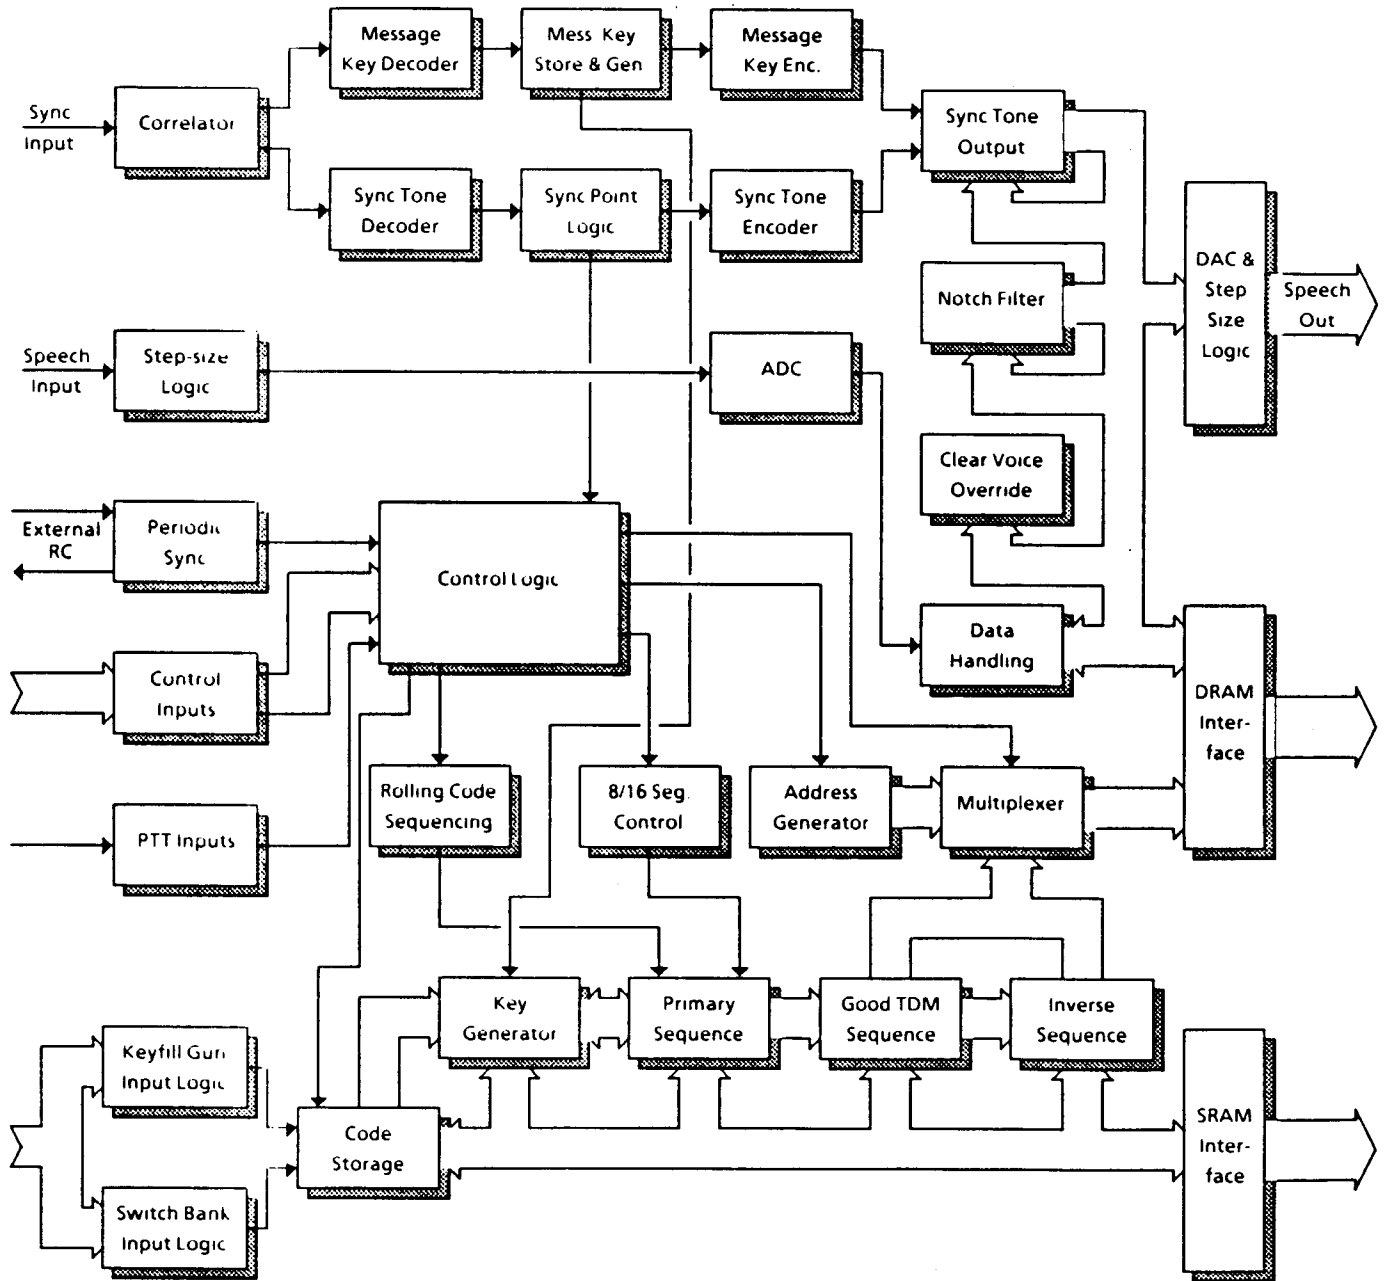 Message
Key Decoder
Mess Key
Store & Gen
Message
Key Enc.
Sync
Input
Correlator
Sync Tone
Output
Sync Tone
Decoder
Sync Point
Logic
Sync Tone
Encoder
DAC &
Step
Size
Logic
Speech
Out
Notch Filter
Speech
Input
Step-size
Logic
ADC
Clear Voice
Override
External
RC
Periodic
Sync
Control Logic
Data
Handling
Control
Inputs
DRAM
Inter-
face
PTT Inputs
Rolling Code
Sequencing
8/16 Seg.
Control
Address
Generator
Multiplexer
Key
Generator
Primary
Sequence
Good TDM
Sequence
Inverse
Sequence
Keyfill Gun
Input Logic
Code
Storage
SRAM
Inter-
face
Switch Bank
Input Logic